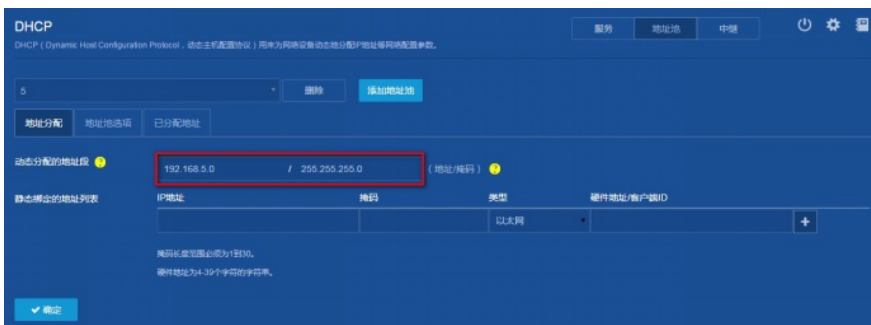 DHCP
服务 地址池 中继
DHCP ( Dynamic Host Configuration Protocol，动态主机配置协议 ) 用来为网络设备动态地分配IP地址等网络配置参数。
5 删除 添加地址池
地址分配 地址池选项 已分配地址
动态分配的地址段 ? 192.168.5.0 / 255.255.255.0 ( 地址/掩码 ) ?
静态绑定的地址列表 IP地址 掩码 类型 硬件地址/客户端ID
以太网 +
掩码长度范围必须为1到30。
硬件地址为4-39个字符的字符串。
确定